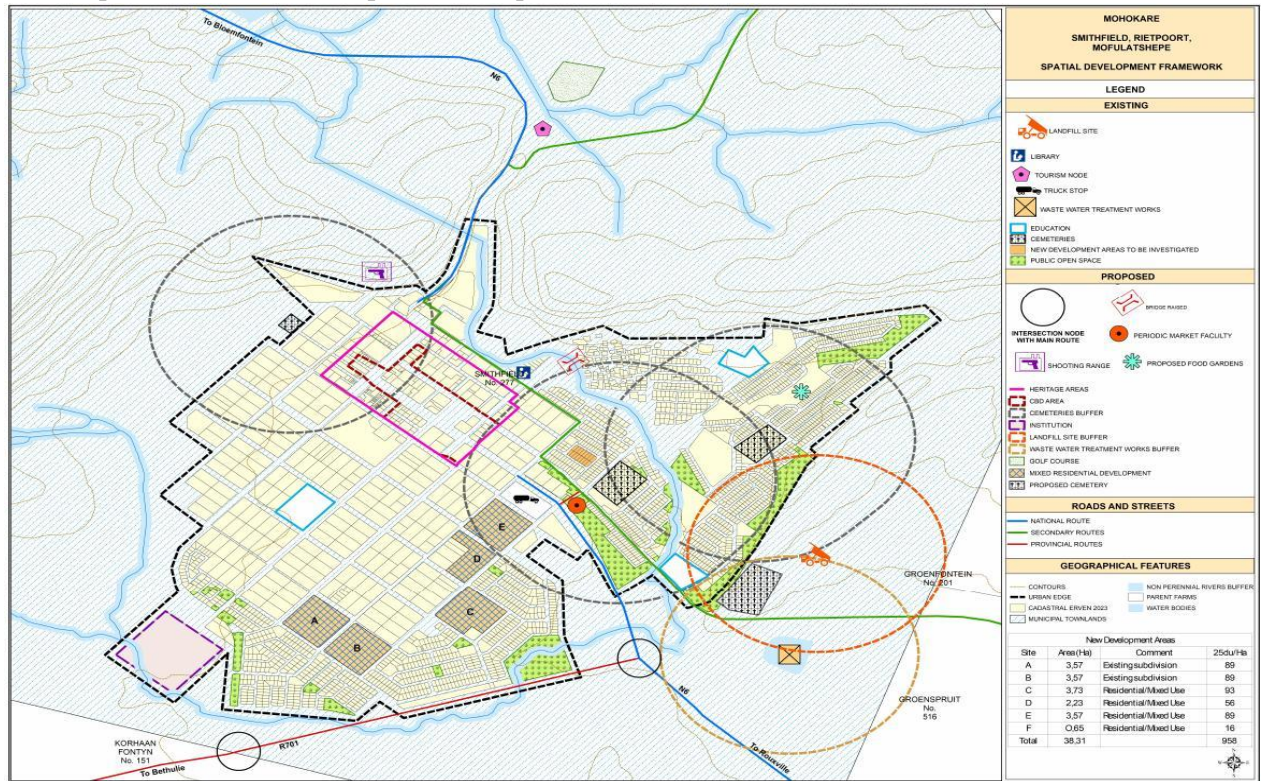 To Bloemfontein
N6
SMITHFIELD
No. 277
E
D
C
A
B
GROENFONTEIN
No. 201
GROENSPRUIT
No.
516
N6
To Rouxville
KORHAAN
FONTYN
No. 151
R701
To Bethulie
MOHOKARE
SMITHFIELD, RIETPOORT,
MOFULATSHEPE
SPATIAL DEVELOPMENT FRAMEWORK
LEGEND
EXISTING
LANDFILL SITE
LIBRARY
TOURISM NODE
TRUCK STOP
WASTE WATER TREATMENT WORKS
EDUCATION
CEMETERIES
NEW DEVELOPMENT AREAS TO BE INVESTIGATED
PUBLIC OPEN SPACE
PROPOSED
INTERSECTION NODE
WITH MAIN ROUTE
BRIDGE RAISED
PERIODIC MARKET FACULTY
SHOOTING RANGE
PROPOSED FOOD GARDENS
HERITAGE AREAS
CBD AREA
CEMETERIES BUFFER
INSTITUTION
LANDFILL SITE BUFFER
WASTE WATER TREATMENT WORKS BUFFER
GOLF COURSE
MIXED RESIDENTIAL DEVELOPMENT
PROPOSED CEMETERY
ROADS AND STREETS
NATIONAL ROUTE
SECONDARY ROUTES
PROVINCIAL ROUTES
GEOGRAPHICAL FEATURES
CONTOURS
URBAN EDGE
CADASTRAL ERVEN 2023
MUNICIPAL TOWNLANDS
NON PERENNIAL RIVERS BUFFER
PARENT FARMS
WATER BODIES
New Development Areas
Site Area (Ha) Comment 25du/Ha
A 3,57 Existing subdivision 89
B 3,57 Existing subdivision 89
C 3,73 Residential/Mixed Use 93
D 2,23 Residential/Mixed Use 56
E 3,57 Residential/Mixed Use 89
F 0,65 Residential/Mixed Use 16
Total 38,31 958